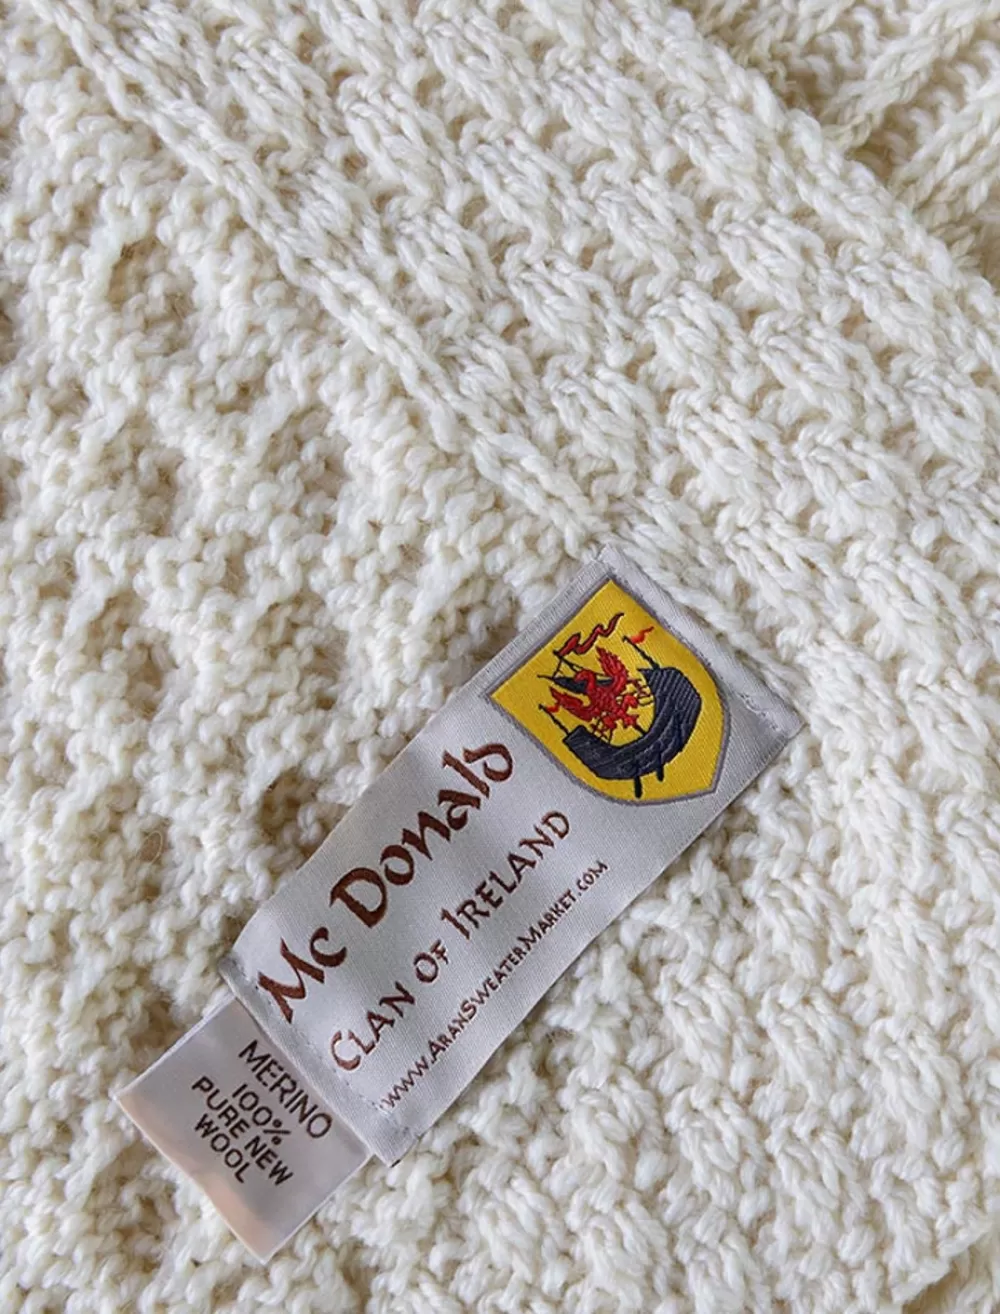 Mc Donald
Clan Of Ireland
www.AranSweaterMarket.com
MERINO
100%
PURE NEW
WOOL